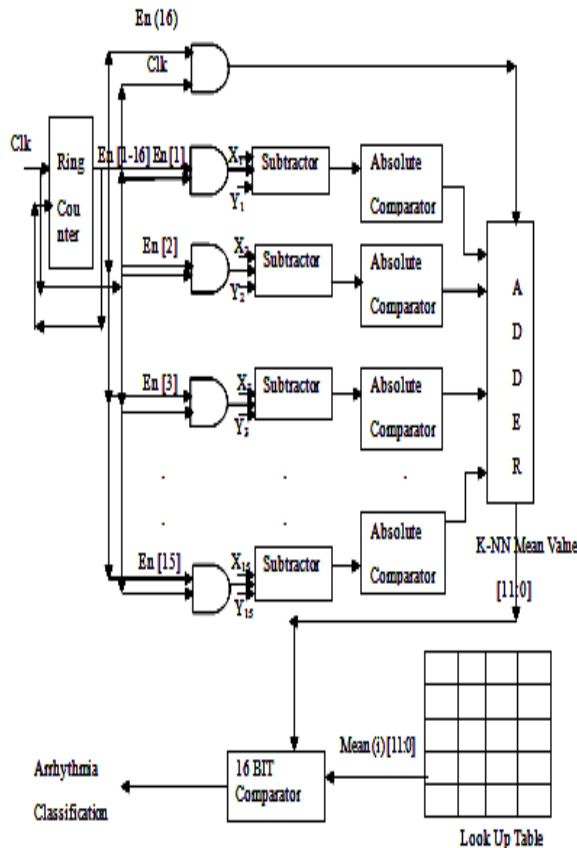 En (16)
Clk
Clk
Ring
Cou
nter
En [1-16] En [1]
X₁
Y₁
Subtractor
Absolute
Comparator
En [2]
X₂
Y₂
Subtractor
Absolute
Comparator
En [3]
Y₃
Subtractor
Absolute
Comparator
A
D
D
E
R
En [15]
X₁₅
Y₁₅
Subtractor
Absolute
Comparator
K-NN Mean Value
[11:0]
Mean (i) [11:0]
16 BIT
Comparator
Arrhythmia
Classification
Look Up Table